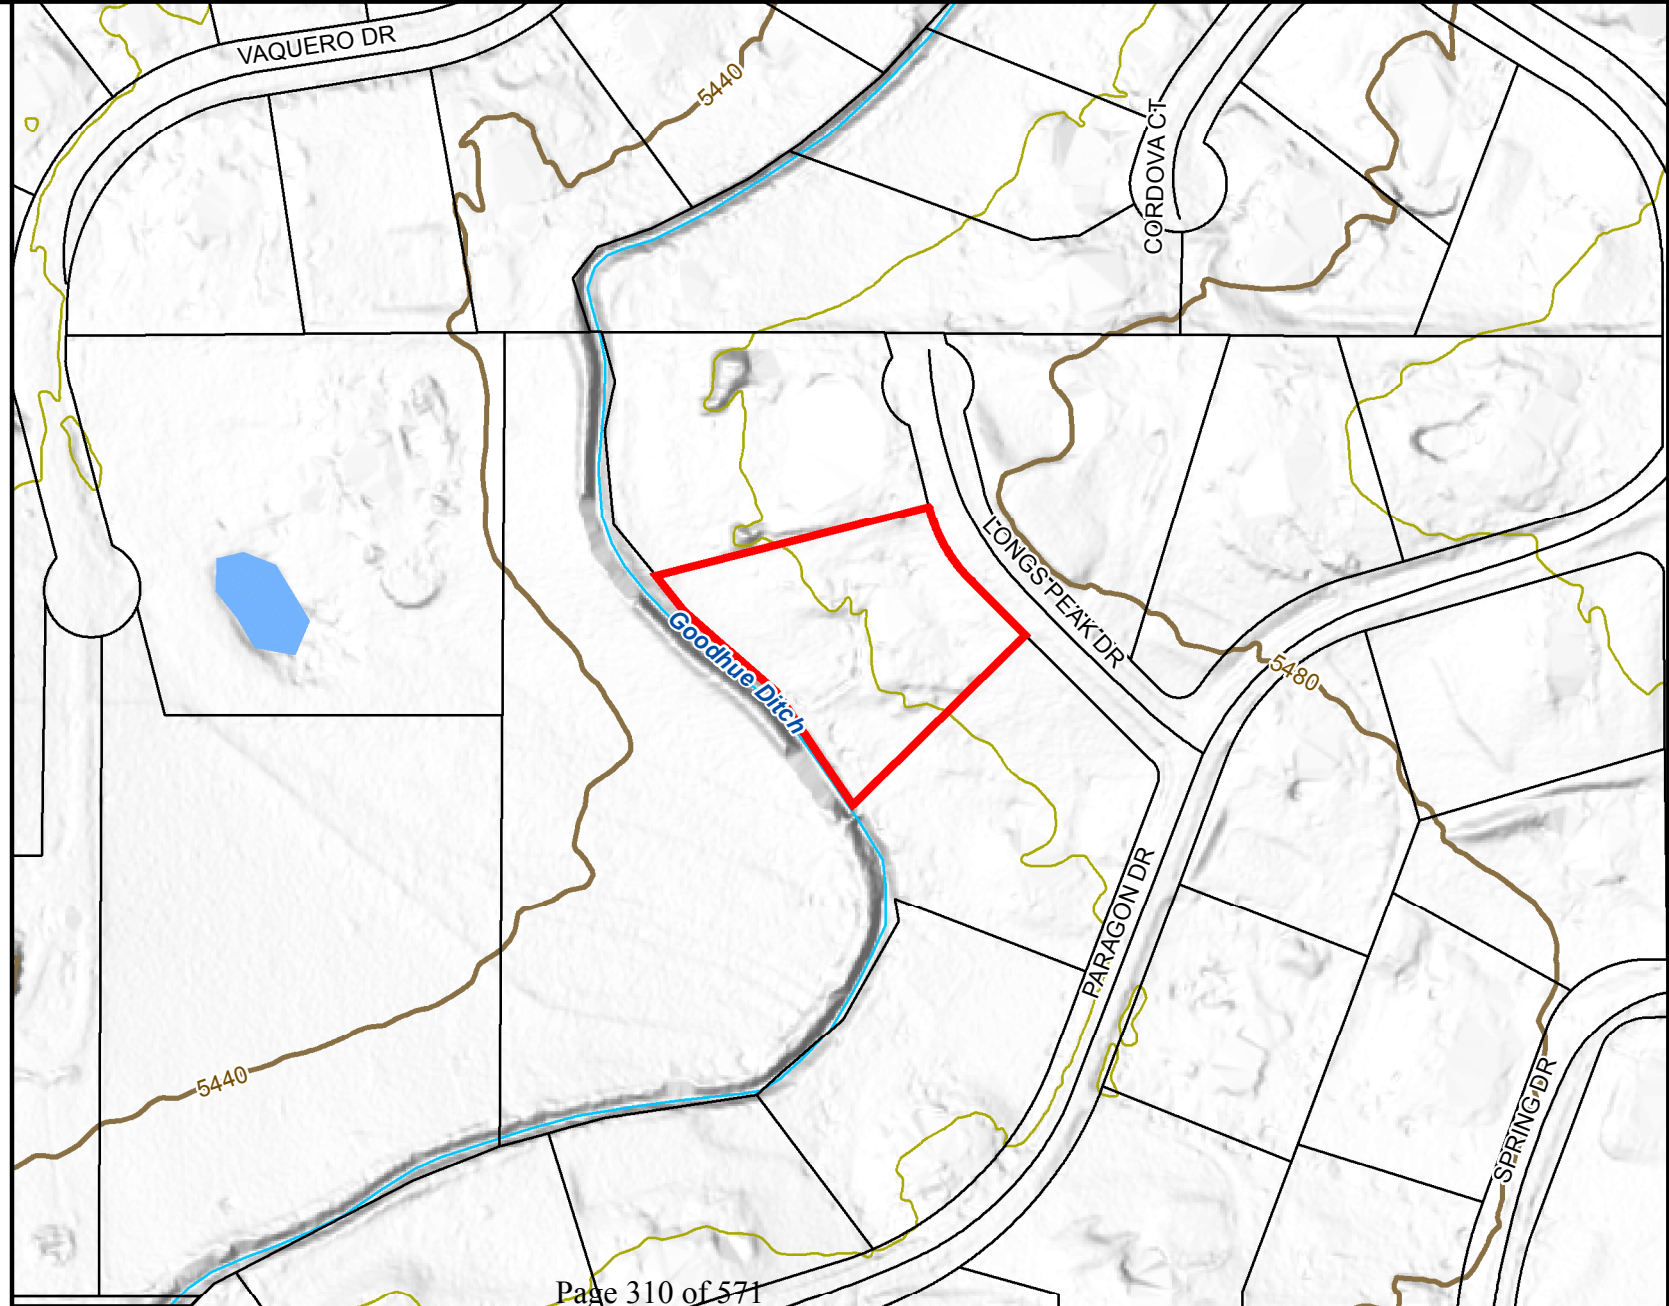 VAQUERO DR
5440
CORDOVA CT
LONGS PEAK DR
Goodhue Ditch
5480
PARAGON DR
5440
SPRING DR
Page 310 of 571